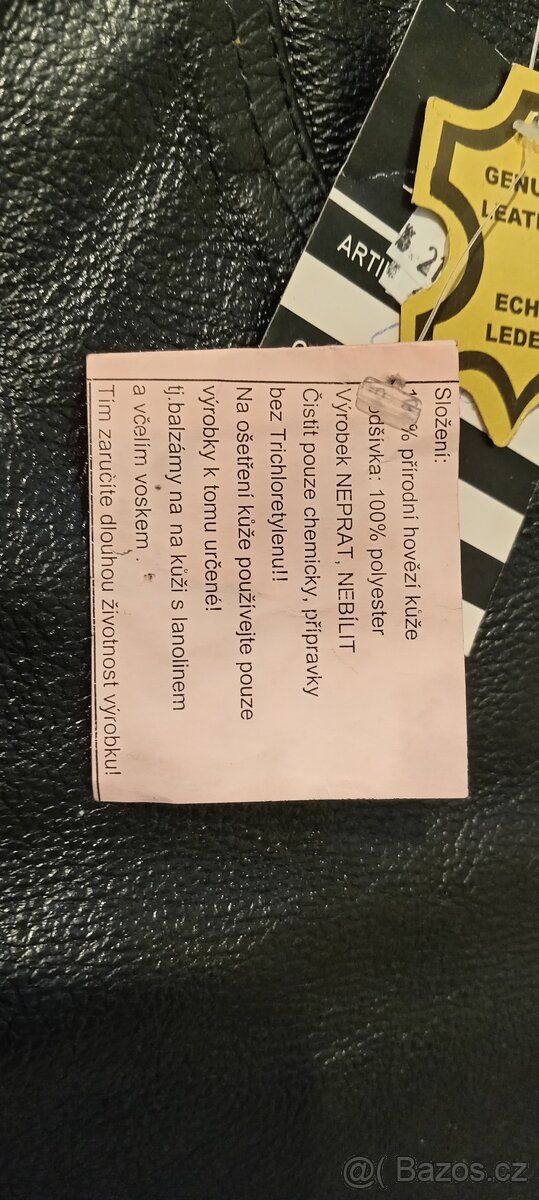 Složení:
přírodní hovězí kůže
100% polyester
Výrobek NEPRAT, NEBÍLIT
Čistit pouze chemicky, přípravky
bez Trichloretylenu!!
Na ošetření kůže používejte pouze
výrobky k tomu určené!
tj.balzámy na na kůži s lanolinem
a včelím voskem .
Tím zaručíte dlouhou životnost výrobku!
ARTI
GENU
LEAT
ECH
LEDE
@( Bazos.cz